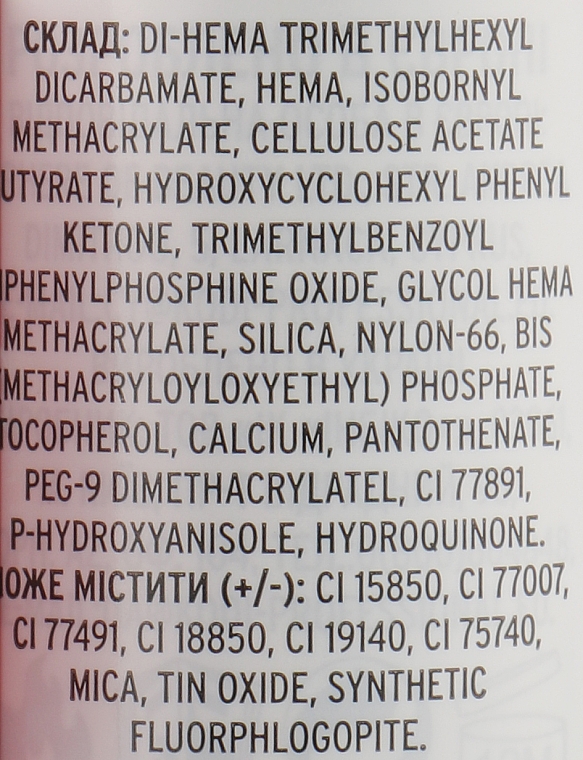 СКЛАД: DI-HEMA TRIMETHYLHEXYL
DICARBAMATE, HEMA, ISOBORNYL
METHACRYLATE, CELLULOSE ACETATE
UTYRATE, HYDROXYCYCLOHEXYL PHENYL
KETONE, TRIMETHYLBENZOYL
IPHENYLPHOSPHINE OXIDE, GLYCOL HEMA
METHACRYLATE, SILICA, NYLON-66, BIS
(METHACRYLOYLOXYETHYL) PHOSPHATE,
TOCOPHEROL, CALCIUM, PANTOTHENATE,
PEG-9 DIMETHACRYLATEL, CI 77891,
P-HYDROXYANISOLE, HYDROQUINONE.
ОЖЕ МІСТИТИ (+/-): CI 15850, CI 77007,
CI 77491, CI 18850, CI 19140, CI 75740,
MICA, TIN OXIDE, SYNTHETIC
FLUORPHLOGOPITE.